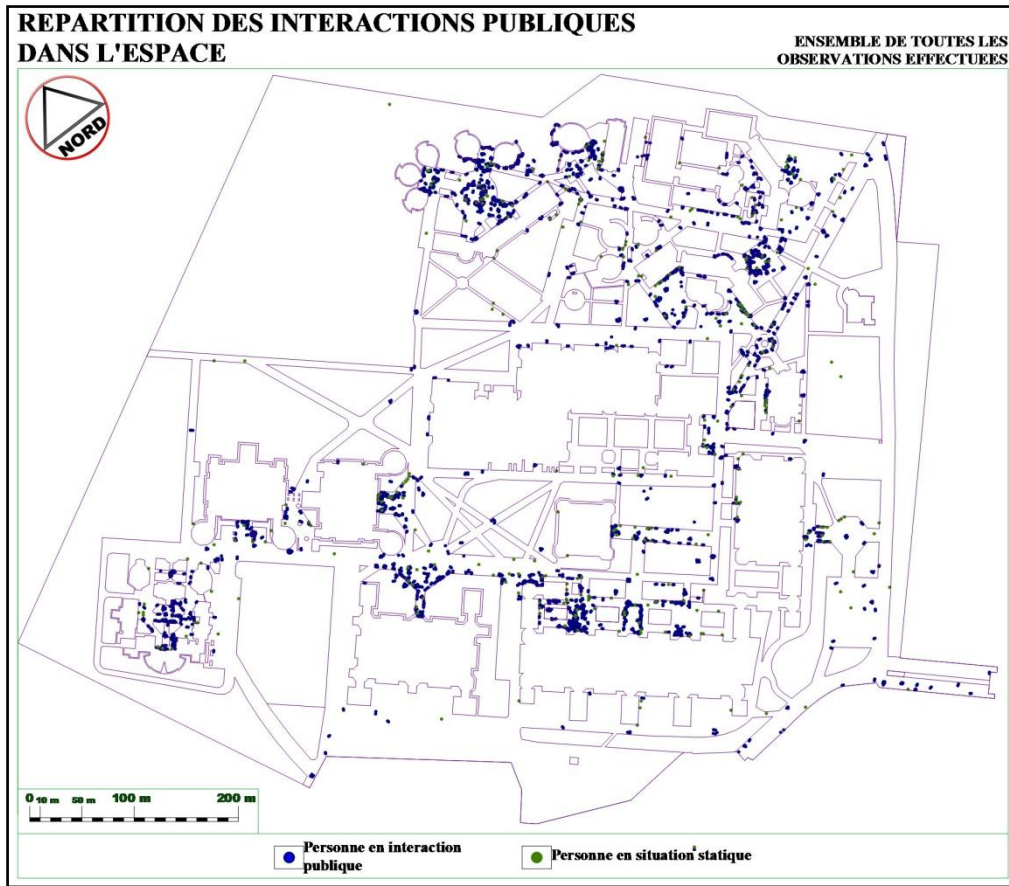 REPARTITION DES INTERACTIONS PUBLIQUES
DANS L'ESPACE
ENSEMBLE DE TOUTES LES
OBSERVATIONS EFFECTUEES
NORD
0 10 m 50 m 100 m 200 m
Personne en interaction
publique
Personne en situation statique